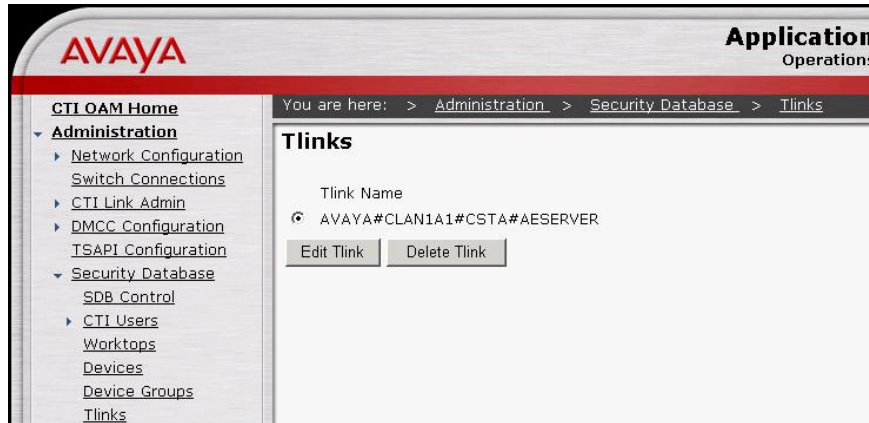 AVAYA
Application
Operations
CTI OAM Home
Administration
Network Configuration
Switch Connections
CTI Link Admin
DMCC Configuration
TSAPI Configuration
Security Database
SDB Control
CTI Users
Worktops
Devices
Device Groups
Tlinks
You are here: > Administration > Security Database > Tlinks
Tlinks
Tlink Name
AVAYA#CLAN1A1#CSTA#AESERVER
Edit Tlink Delete Tlink